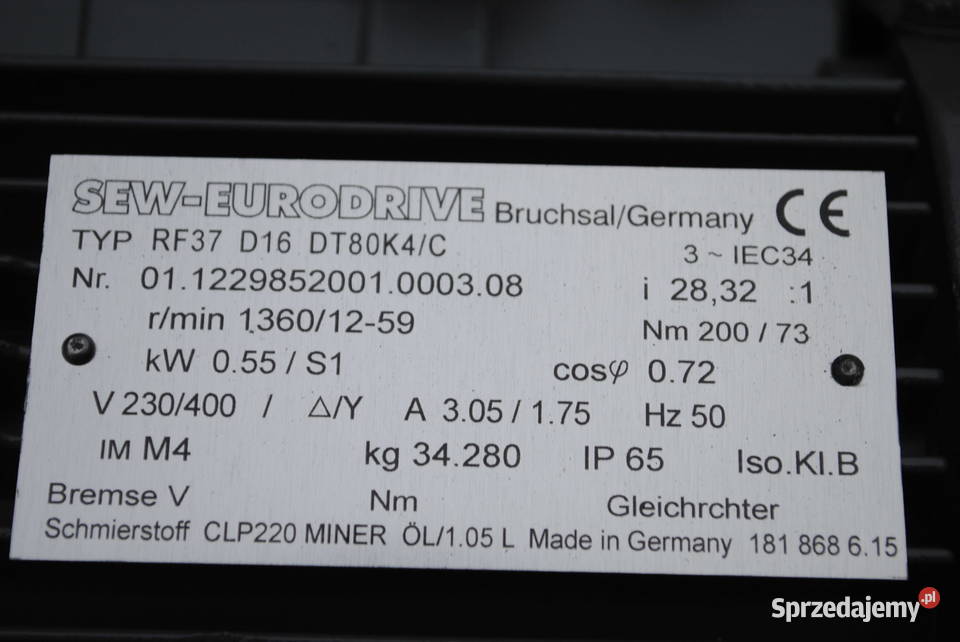 SEW-EURODRIVE Bruchsal/Germany CE
TYP RF37 D16 DT80K4/C 3 ~ IEC34
Nr. 01.1229852001.0003.08 i 28,32 :1
r/min 1360/12-59 Nm 200 / 73
kW 0.55 / S1 cosφ 0.72
V 230/400 / △/Y A 3.05 / 1.75 Hz 50
IM M4 kg 34.280 IP 65 Iso.Kl.B
Bremse V Nm Gleichrchter
Schmierstoff CLP220 MINER ÖL/1.05 L Made in Germany 181 868 6.15
Sprzedajemy.pl